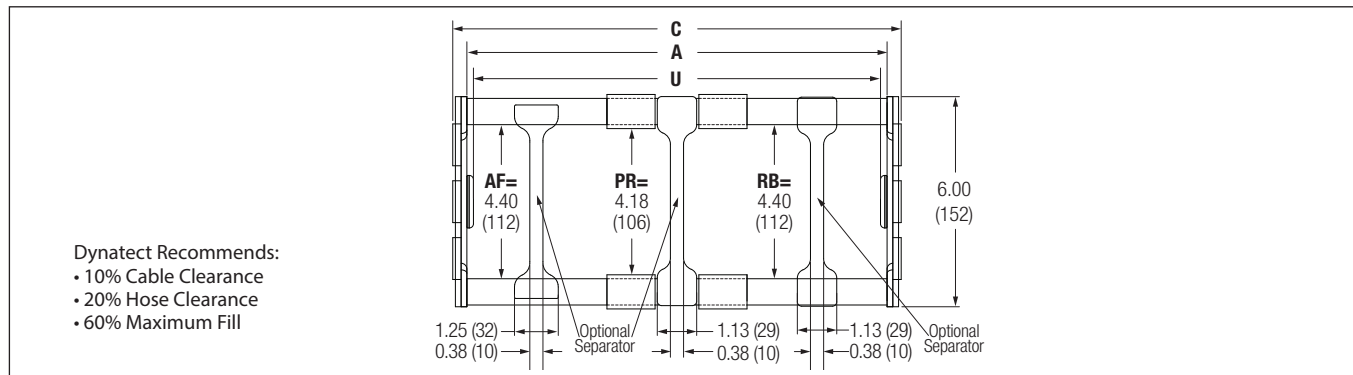 C
A
U
AF=
4.40
(112)
PR=
4.18
(106)
RB=
4.40
(112)
6.00
(152)
Dynatect Recommends:
• 10% Cable Clearance
• 20% Hose Clearance
• 60% Maximum Fill
1.25 (32)
0.38 (10)
Optional
Separator
1.13 (29)
0.38 (10)
1.13 (29)
0.38 (10)
Optional
Separator